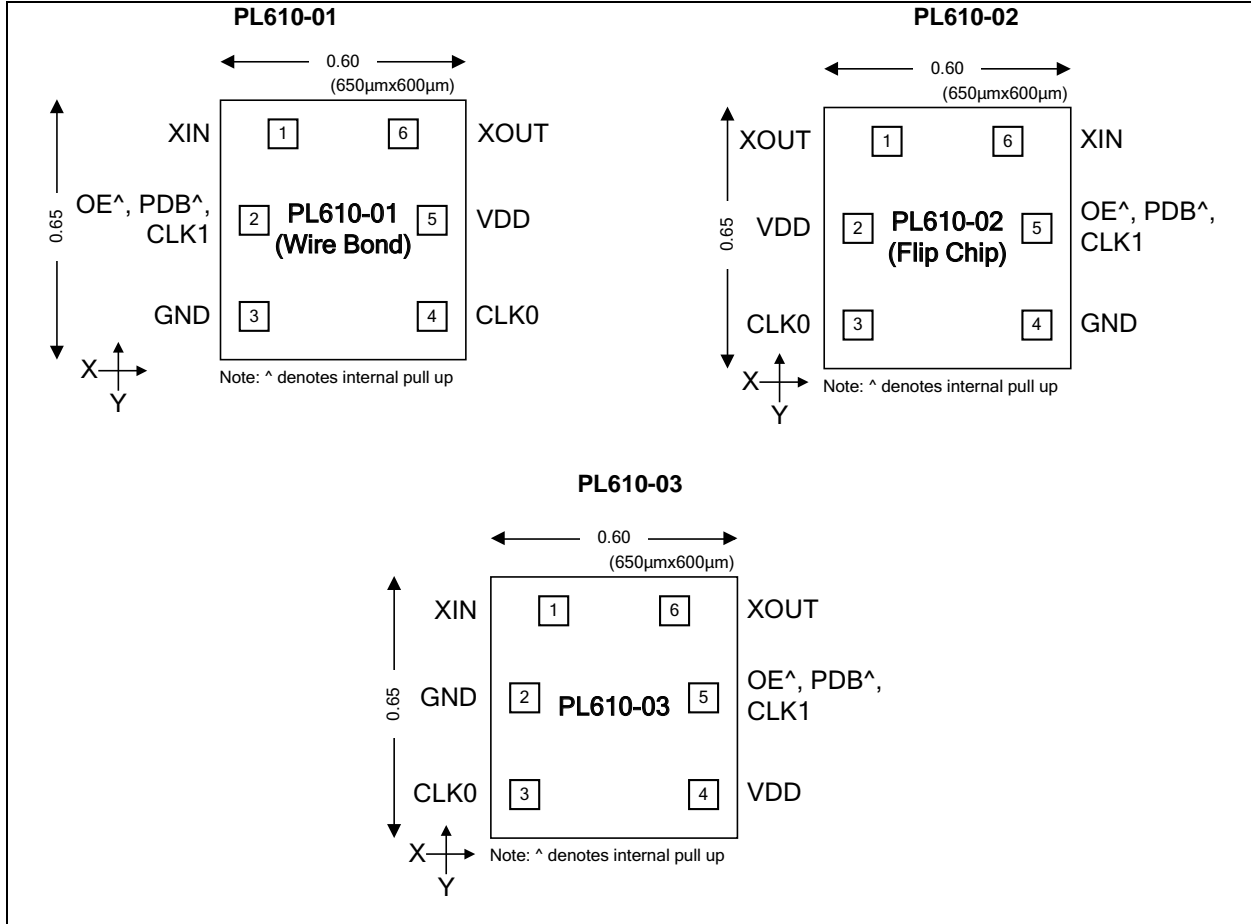 PL610-01
0.60
(650µmx600µm)
XIN
1
6
XOUT
0.65
OE^, PDB^,
CLK1
2
PL610-01
(Wire Bond)
5
VDD
GND
3
4
CLK0
X
Y
Note: ^ denotes internal pull up
PL610-02
0.60
(650µmx600µm)
XOUT
1
6
XIN
0.65
VDD
2
PL610-02
(Flip Chip)
5
OE^, PDB^,
CLK1
CLK0
3
4
GND
X
Y
Note: ^ denotes internal pull up
PL610-03
0.60
(650µmx600µm)
XIN
1
6
XOUT
0.65
GND
2
PL610-03
5
OE^, PDB^,
CLK1
CLK0
3
4
VDD
X
Y
Note: ^ denotes internal pull up